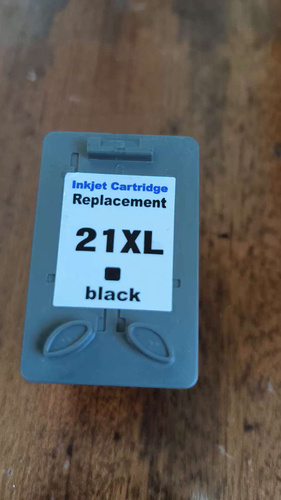 Inkjet Cartridge
Replacement
21XL
black